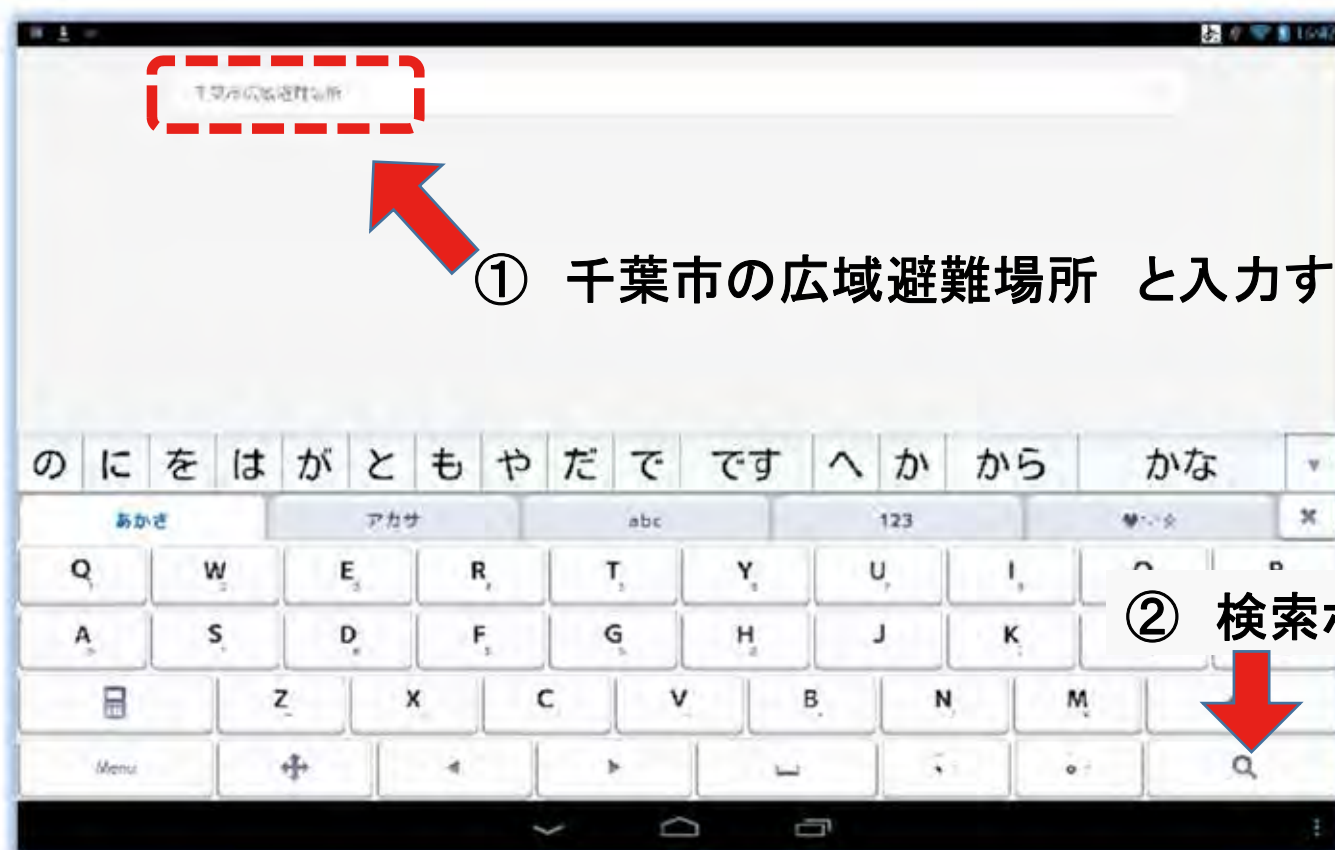 千葉市広域避難場所
① 千葉市の広域避難場所 と入力す
の に を は が と も や だ で です へ か から かな
あかさ アカサ abc 123
Q W E R T Y U I
② 検索
A S D F G H J K
Z X C V B N M
Menu